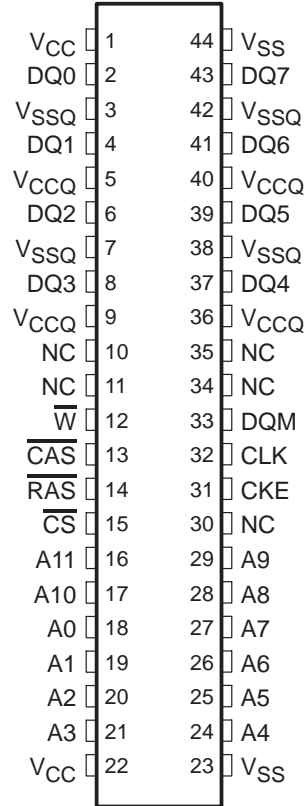 VCC 1 44 VSS
DQ0 2 43 DQ7
VSSQ 3 42 VSSQ
DQ1 4 41 DQ6
VCCQ 5 40 VCCQ
DQ2 6 39 DQ5
VSSQ 7 38 VSSQ
DQ3 8 37 DQ4
VCCQ 9 36 VCCQ
NC 10 35 NC
NC 11 34 NC
W̅ 12 33 DQM
C̅A̅S̅ 13 32 CLK
R̅A̅S̅ 14 31 CKE
C̅S̅ 15 30 NC
A11 16 29 A9
A10 17 28 A8
A0 18 27 A7
A1 19 26 A6
A2 20 25 A5
A3 21 24 A4
VCC 22 23 VSS